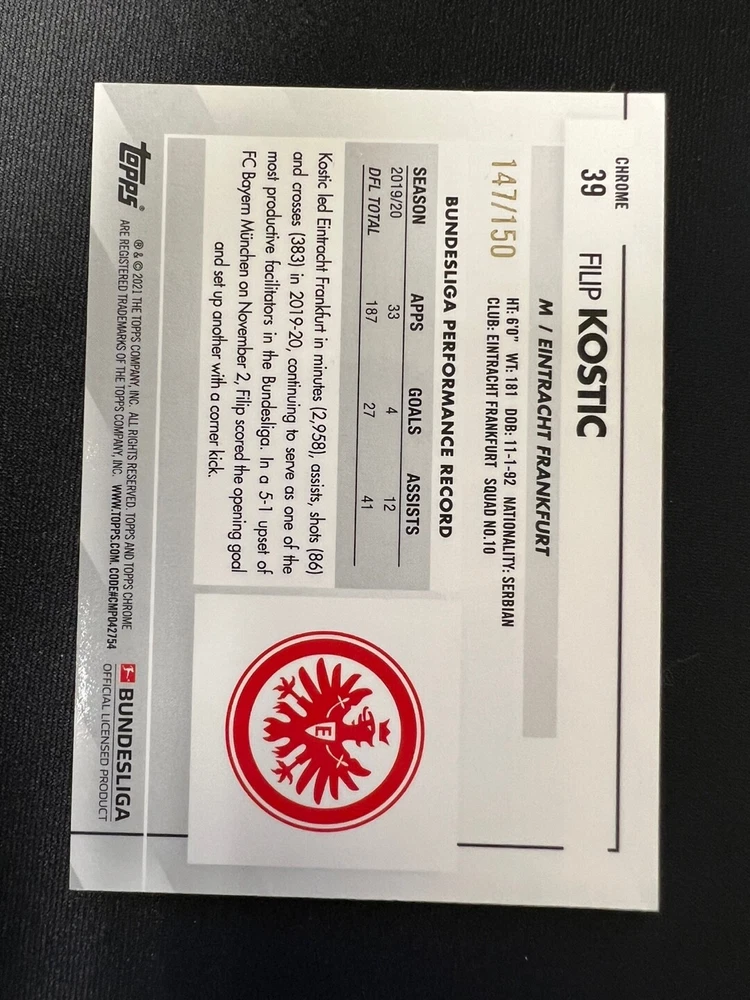 CHROME
39
FILIP KOSTIC
M / EINTRACHT FRANKFURT
HT: 6'0" WT: 181 DOB: 11-1-92 NATIONALITY: SERBIAN
CLUB: EINTRACHT FRANKFURT SQUAD NO.10
147/150
BUNDESLIGA PERFORMANCE RECORD
SEASON APPS GOALS ASSISTS
2019/20 33 4 12
DFL TOTAL 187 27 41
Kostic led Eintracht Frankfurt in minutes (2,958), assists, shots (86)
and crosses (383) in 2019-20, continuing to serve as one of the
most productive facilitators in the Bundesliga. In a 5-1 upset of
FC Bayern München on November 2, Filip scored the opening goal
and set up another with a corner kick.
E
topps®
® & © 2021 THE TOPPS COMPANY, INC. ALL RIGHTS RESERVED. TOPPS AND TOPPS CHROME
ARE REGISTERED TRADEMARKS OF THE TOPPS COMPANY, INC. WWW.TOPPS.COM. CODE#CMP042754
BUNDESLIGA
OFFICIAL LICENSED PRODUCT